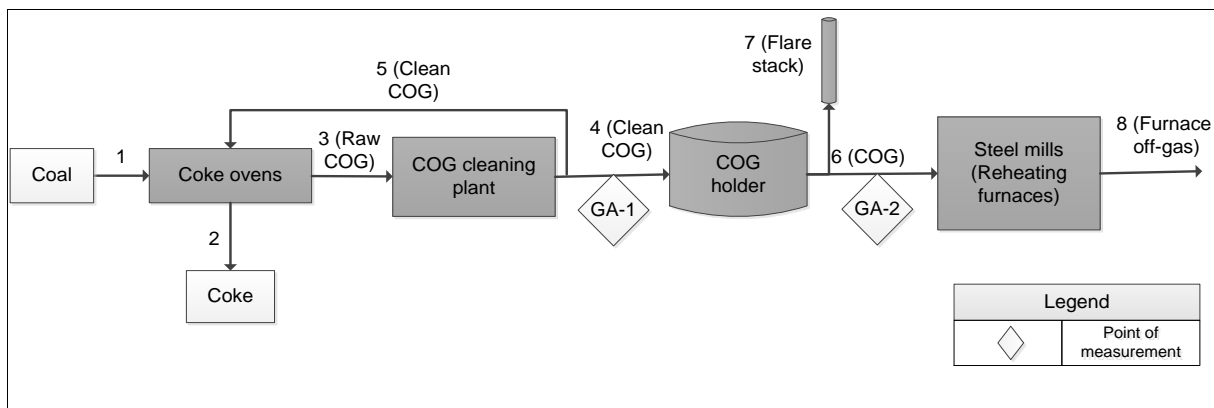 7 (Flare
stack)
5 (Clean
COG)
4 (Clean
COG)
8 (Furnace
off-gas)
3 (Raw
COG)
1
6 (COG)
Coal
Coke ovens
COG cleaning
plant
COG
holder
Steel mills
(Reheating
furnaces)
GA-1
GA-2
2
Coke
Legend
Point of
measurement